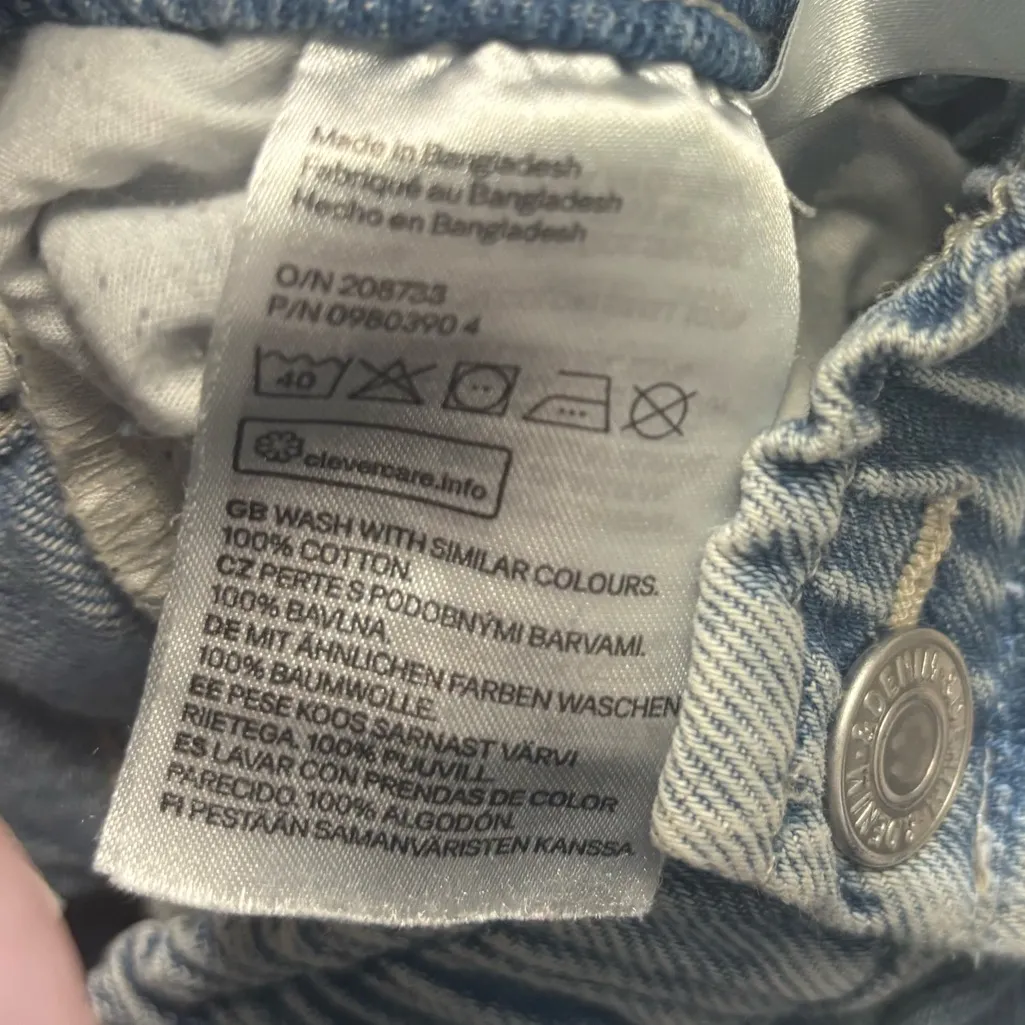 Made in Bangladesh
Fabriqué au Bangladesh
Hecho en Bangladesh
O/N 208733
P/N 0980390 4
40
clevercare.info
GB WASH WITH SIMILAR COLOURS.
100% COTTON.
CZ PERTE S PODOBNÝMI BARVAMI.
100% BAVLNA.
DE MIT ÄHNLICHEN FARBEN WASCHEN
100% BAUMWOLLE.
EE PESE KOOS SARNAST VÄRVI
RIIETEGA. 100% PUUVILL.
ES LAVAR CON PRENDAS DE COLOR
PARECIDO. 100% ALGODÓN.
FI PESTÄÄN SAMANVÄRISTEN KANSSA.
&DENIM &DENIM